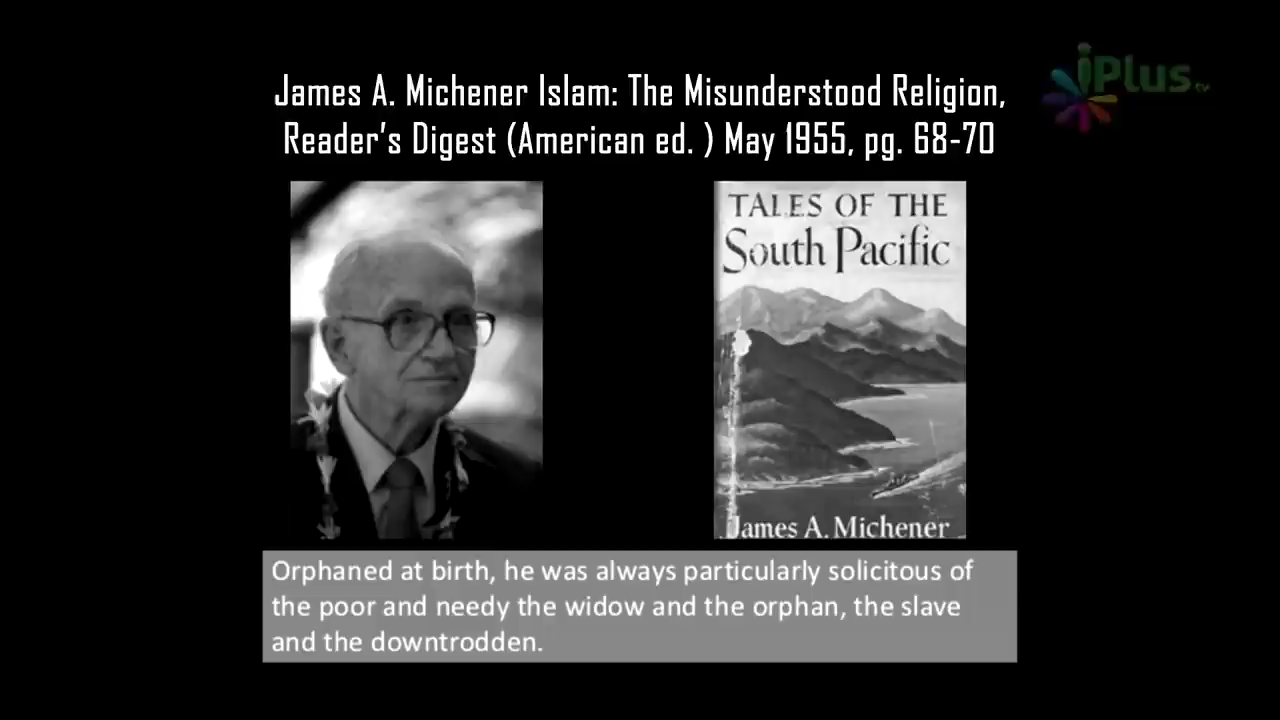 iPlus tv
James A. Michener Islam: The Misunderstood Religion,
Reader's Digest (American ed. ) May 1955, pg. 68-70
TALES OF THE
South Pacific
James A. Michener
Orphaned at birth, he was always particularly solicitous of
the poor and needy the widow and the orphan, the slave
and the downtrodden.